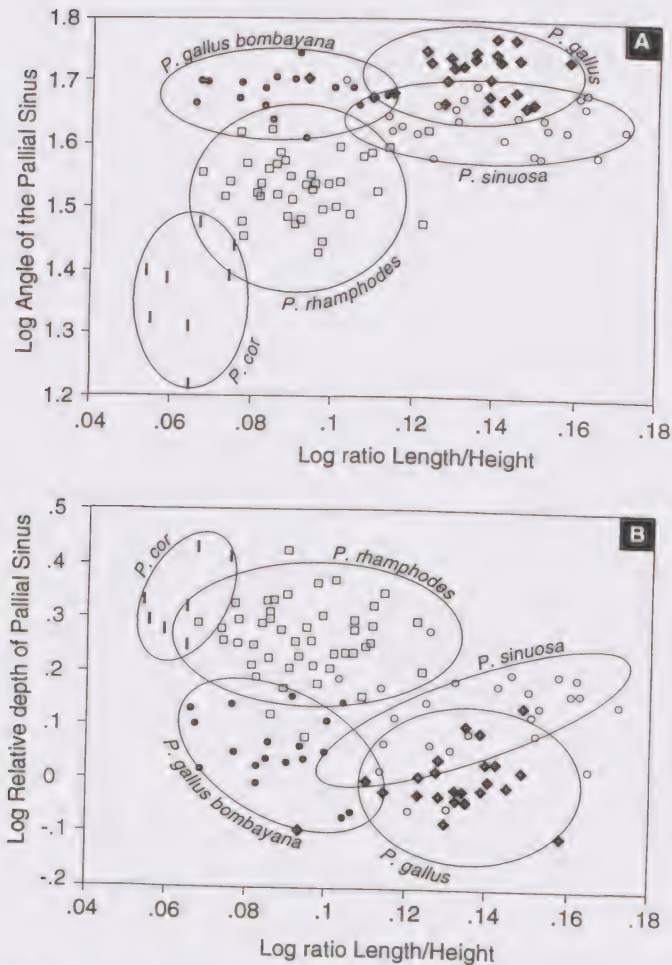 1.8
1.7
1.6
1.5
1.4
1.3
1.2
Log Angle of the Pallial Sinus
P. gallus bombayana
P. gallus
A
P. sinuosa
P. rhamphodes
P. cor
.04
.06
.08
.1
.12
.14
.16
.18
Log ratio Length/Height
.5
.4
.3
.2
.1
0
-.1
-.2
Log Relative depth of Pallial Sinus
P. cor
P. rhamphodes
B
P. sinuosa
P. gallus bombayana
P. gallus
.04
.06
.08
.1
.12
.14
.16
.18
Log ratio Length/Height